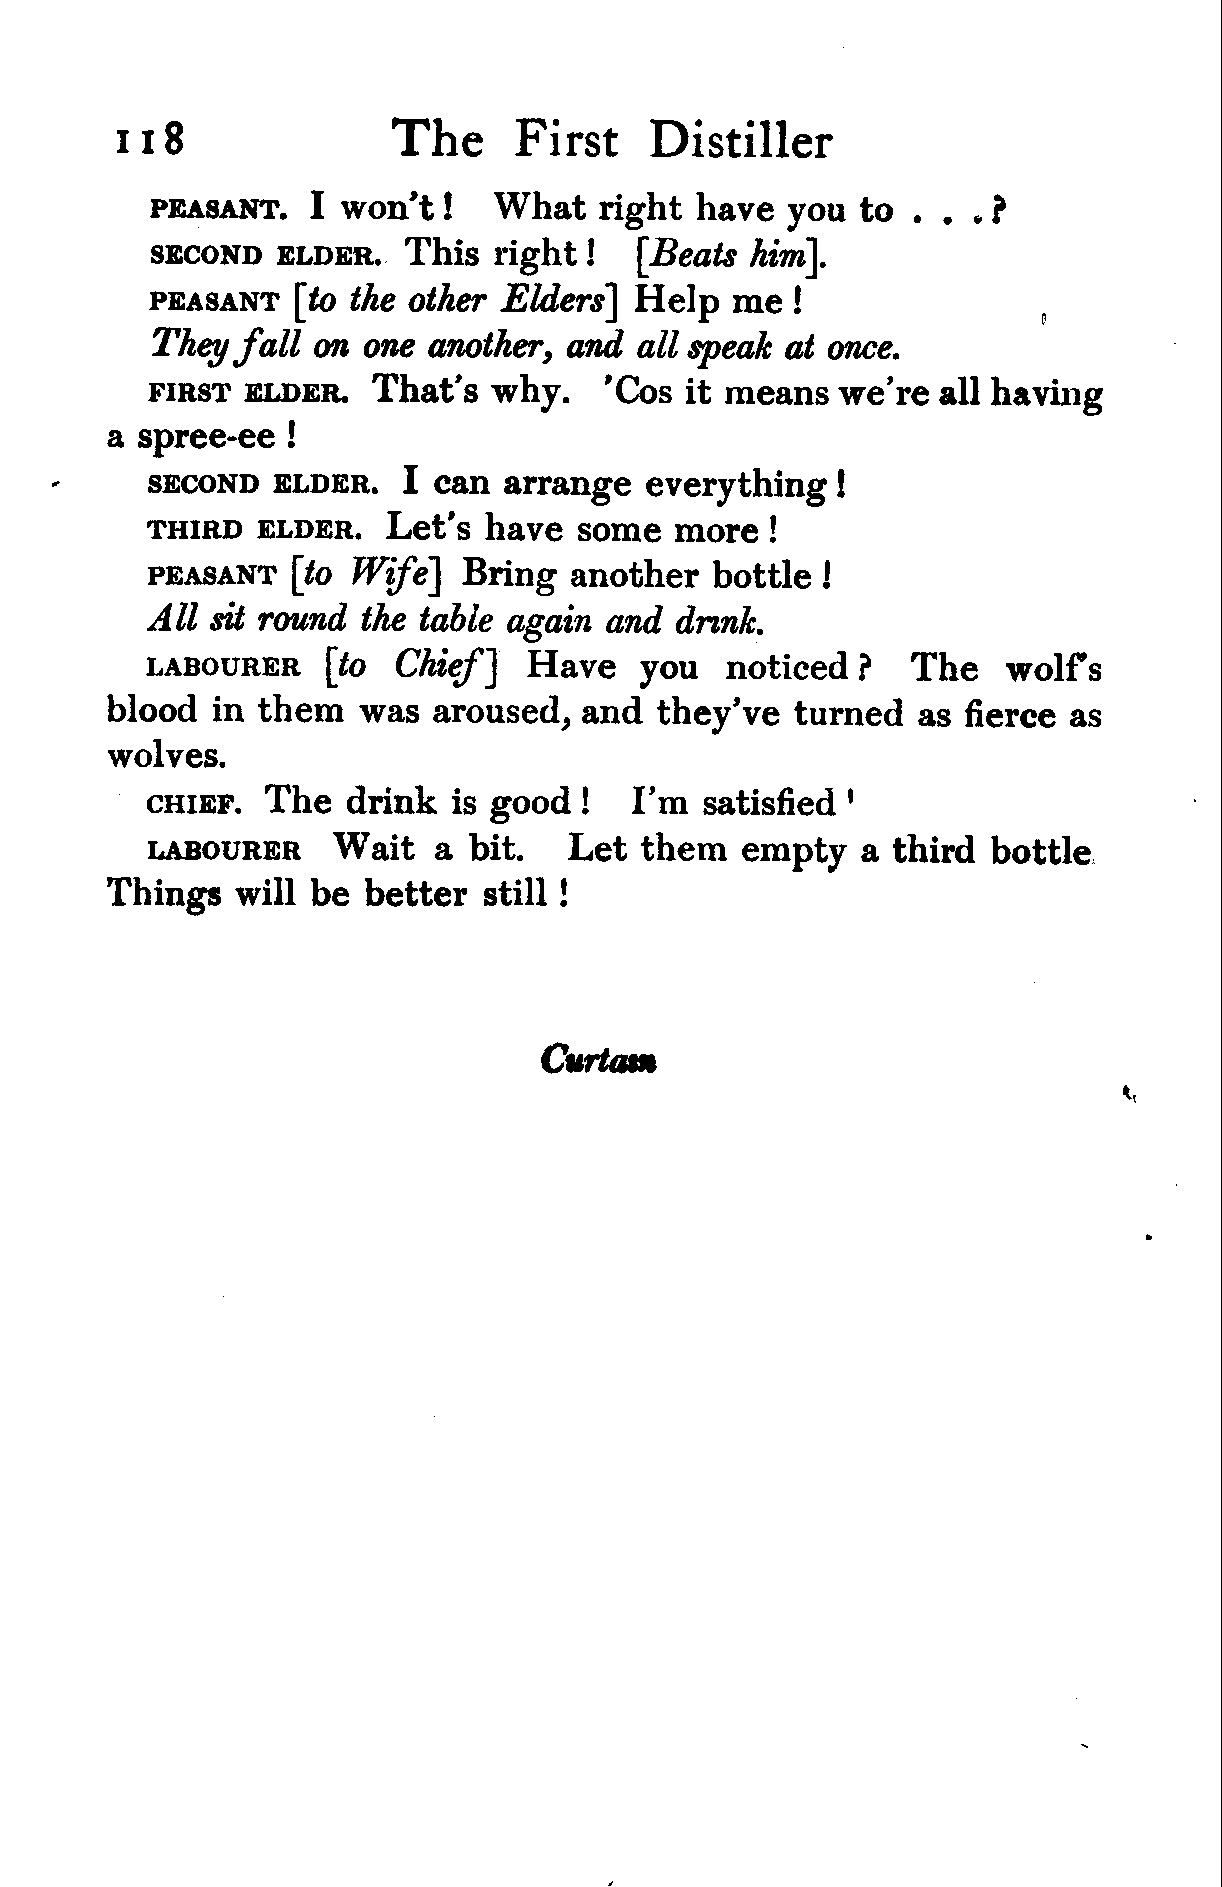 118 The First Distiller
PEASANT. I won't! What right have you to . . .?
SECOND ELDER. This right! [Beats him].
PEASANT [to the other Elders] Help me!
They fall on one another, and all speak at once.
FIRST ELDER. That's why. 'Cos it means we're all having
a spree-ee!
SECOND ELDER. I can arrange everything!
THIRD ELDER. Let's have some more!
PEASANT [to Wife] Bring another bottle!
All sit round the table again and drink.
LABOURER [to Chief] Have you noticed? The wolf's
blood in them was aroused, and they've turned as fierce as
wolves.
CHIEF. The drink is good! I'm satisfied'
LABOURER Wait a bit. Let them empty a third bottle.
Things will be better still!
Curtain